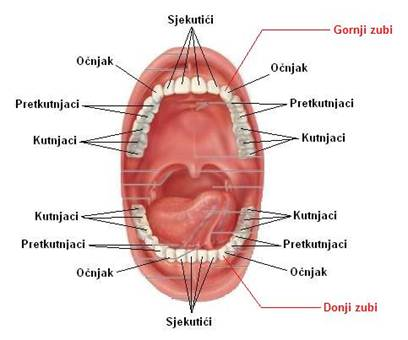 Sjekutići
Gornji zubi
Očnjak
Očnjak
Pretkutnjaci
Pretkutnjaci
Kutnjaci
Kutnjaci
Kutnjaci
Kutnjaci
Pretkutnjaci
Pretkutnjaci
Očnjak
Očnjak
Donji zubi
Sjekutići